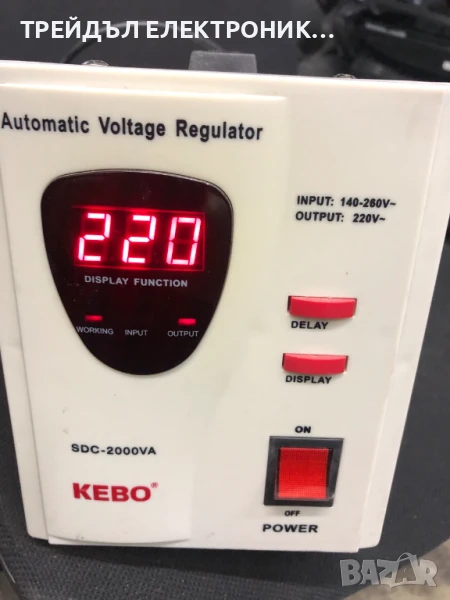 ТРЕЙДЪЛ ЕЛЕКТРОНИК
Automatic Voltage Regulator
INPUT: 140-260V~
OUTPUT: 220V~
220
DISPLAY FUNCTION
WORKING INPUT OUTPUT
DELAY
DISPLAY
SDC-2000VA
KEBO®
ON
OFF
POWER
BAZAR